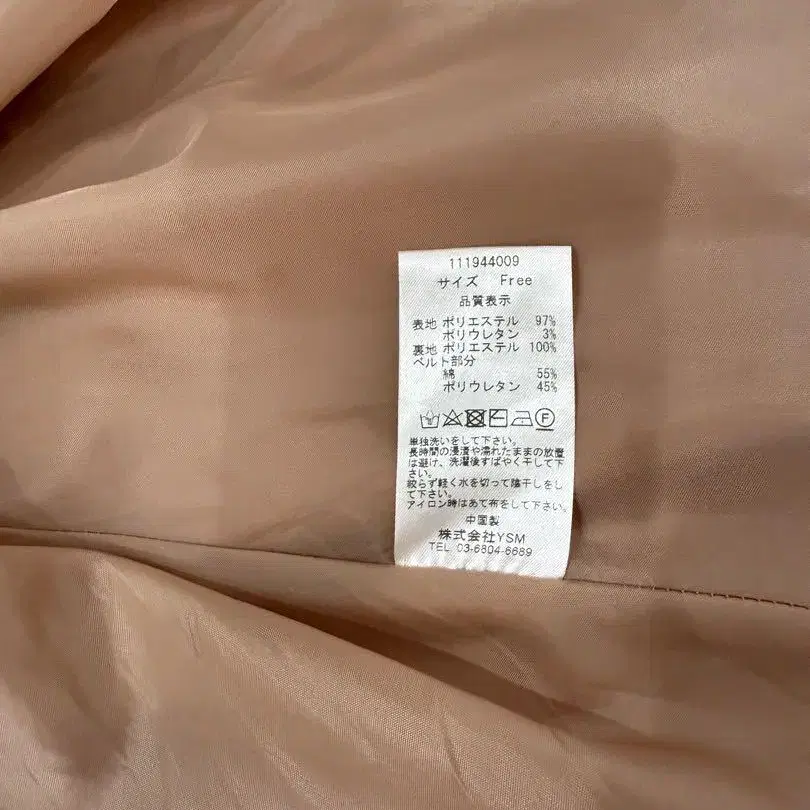 111944009
サイズ Free
品質表示
表地 ポリエステル 97%
ポリウレタン 3%
裏地 ポリエステル 100%
ベルト部分
綿 55%
ポリウレタン 45%
単独洗いをして下さい。
長時間の浸漬や濡れたままの放置
は避け、洗濯後すばやく干して下
さい。
絞らず軽く水を切って陰干しをし
て下さい。
アイロン時はあて布をして下さい。
中国製
株式会社YSM
TEL. 03-6804-6689